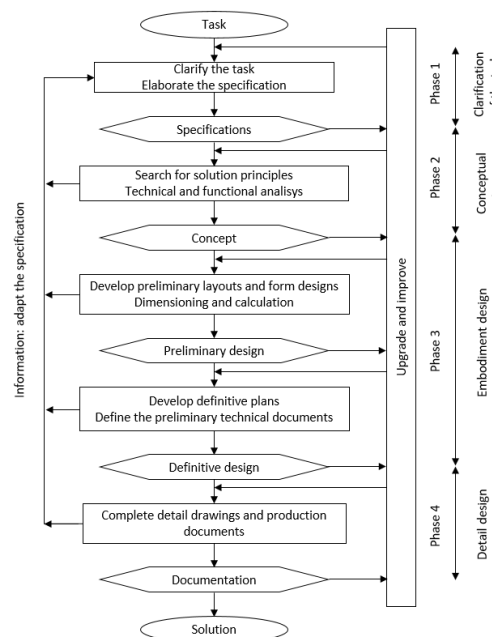 Task
Clarify the task
Elaborate the specification
Specifications
Search for solution principles
Technical and functional analisys
Concept
Develop preliminary layouts and form designs
Dimensioning and calculation
Preliminary design
Develop definitive plans
Define the preliminary technical documents
Definitive design
Complete detail drawings and production
documents
Documentation
Solution
Information: adapt the specification
Upgrade and improve
Phase 1
Clarification
Phase 2
Conceptual
Phase 3
Embodiment design
Phase 4
Detail design